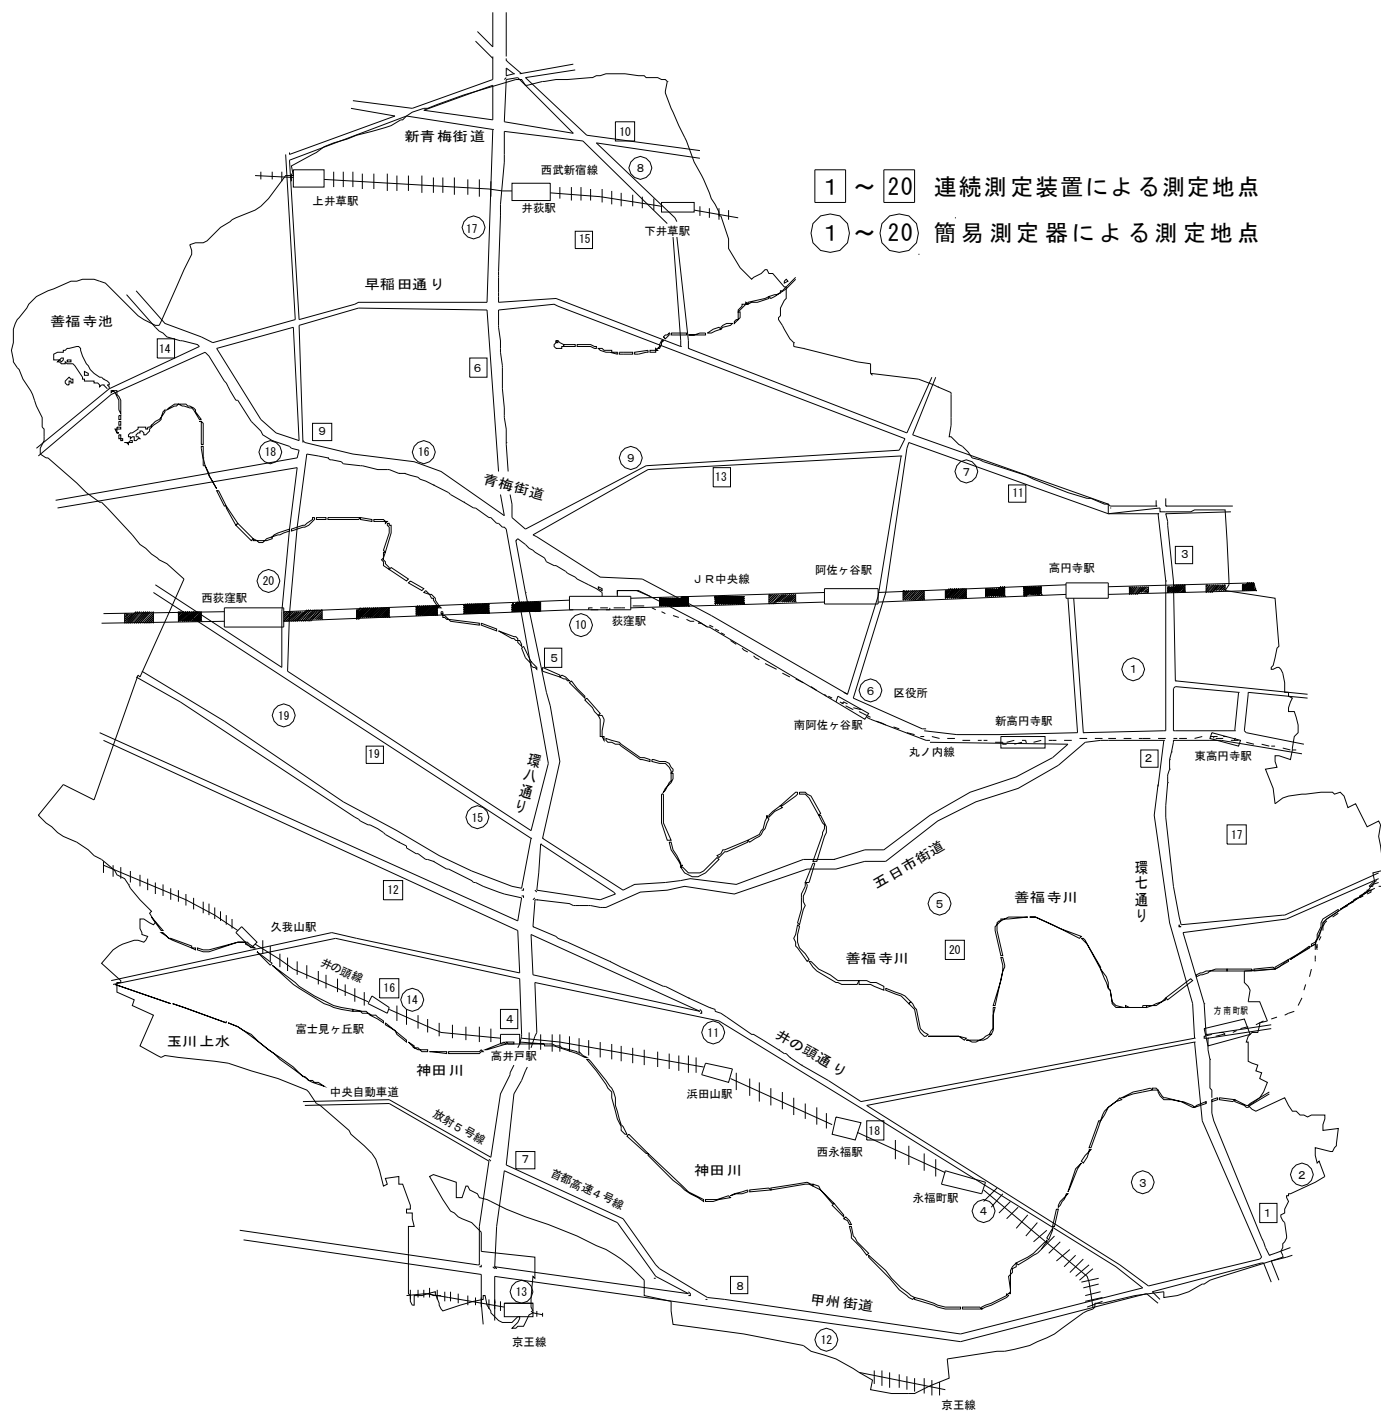 新青梅街道
10
西武新宿線
8
1 ～ 20 連続測定装置による測定地点
上井草駅
井荻駅
17
15
下井草駅
1 ～ 20 簡易測定器による測定地点
早稲田通り
善福寺池
14
6
9
18
16
9
13
7
11
青梅街道
3
20
西荻窪駅
JR中央線
阿佐ヶ谷駅
高円寺駅
10
荻窪駅
5
1
6
区役所
19
南阿佐ヶ谷駅
新高円寺駅
19
丸ノ内線
2
東高円寺駅
環八通り
15
17
五日市街道
環七通り
12
5
善福寺川
久我山駅
善福寺川
20
井の頭線
16
14
富士見ヶ丘駅
4
11
方南町駅
玉川上水
高井戸駅
井の頭通り
神田川
中央自動車道
浜田山駅
放射5号線
18
7
西永福駅
神田川
首都高速4号線
永福町駅
3
2
4
1
8
13
甲州街道
12
京王線
京王線